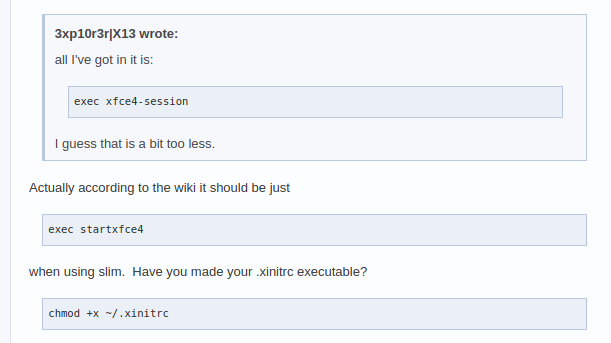 3xp10r3r|X13 wrote:
all I've got in it is:
exec xfce4-session
I guess that is a bit too less.
Actually according to the wiki it should be just
exec startxfce4
when using slim.  Have you made your .xinitrc executable?
chmod +x ~/.xinitrc